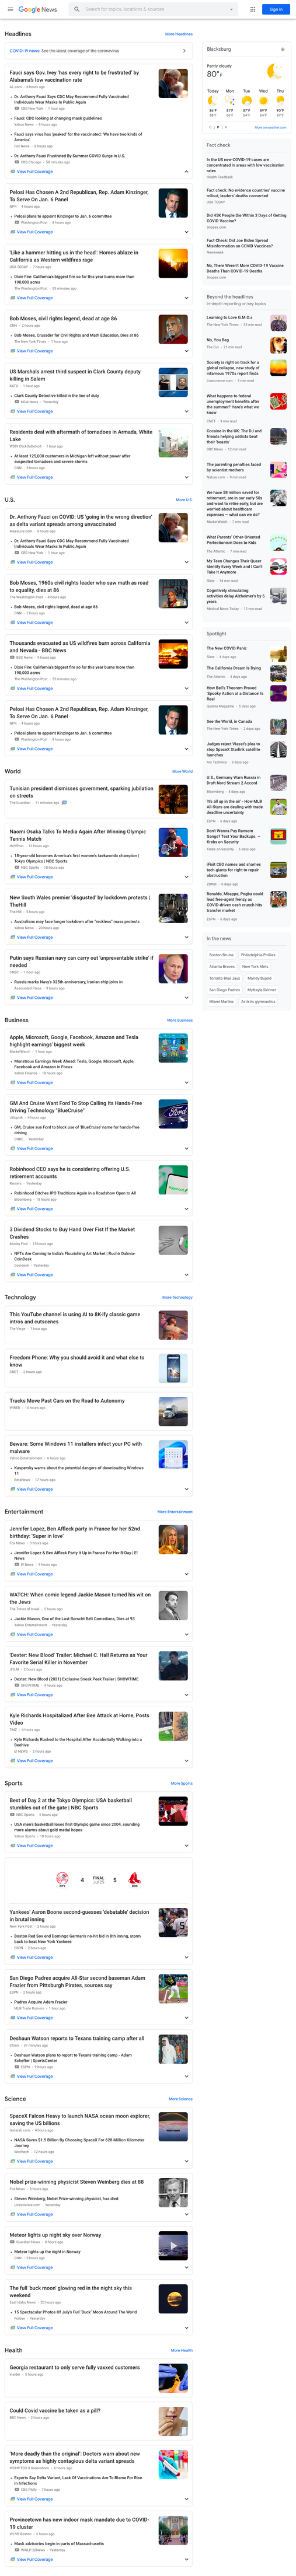 Google News
Search for topics, locations & sources
Sign in
Headlines
More Headlines
COVID-19 news: See the latest coverage of the coronavirus
Fauci says Gov. Ivey 'has every right to be frustrated' by
Alabama's low vaccination rate
Dr. Anthony Fauci Says CDC May Recommend Fully Vaccinated
Individuals Wear Masks In Public Again
Fauci: CDC looking at changing mask guidelines
Fauci says virus hoax 'peaked' for the vaccinated: 'We have two kinds of
America'
Dr. Anthony Fauci Frustrated By Summer COVID Surge In U.S.
View Full Coverage
Pelosi Has Chosen A 2nd Republican, Rep. Adam Kinzinger,
To Serve On Jan. 6 Panel
Pelosi plans to appoint Kinzinger to Jan. 6 committee
View Full Coverage
'Like a hammer hitting us in the head': Homes ablaze in
California as Western wildfires rage
Dixie Fire: California's biggest fire so far this year burns more than
190,000 acres
View Full Coverage
Bob Moses, civil rights legend, dead at age 86
Bob Moses, Crusader for Civil Rights and Math Education, Dies at 86
View Full Coverage
US Marshals arrest third suspect in Clark County deputy
killing in Salem
Clark County Detective killed in the line of duty
View Full Coverage
Residents deal with aftermath of tornadoes in Armada, White
Lake
At least 125,000 customers in Michigan left without power after
suspected tornadoes and severe storms
View Full Coverage
U.S.
More U.S.
Dr. Anthony Fauci on COVID: US 'going in the wrong direction'
as delta variant spreads among unvaccinated
Dr. Anthony Fauci Says CDC May Recommend Fully Vaccinated
Individuals Wear Masks In Public Again
View Full Coverage
Bob Moses, 1960s civil rights leader who saw math as road
to equality, dies at 86
Bob Moses, civil rights legend, dead at age 86
View Full Coverage
Thousands evacuated as US wildfires burn across California
and Nevada - BBC News
Dixie Fire: California's biggest fire so far this year burns more than
190,000 acres
View Full Coverage
Pelosi Has Chosen A 2nd Republican, Rep. Adam Kinzinger,
To Serve On Jan. 6 Panel
Pelosi plans to appoint Kinzinger to Jan. 6 committee
View Full Coverage
World
More World
Tunisian president dismisses government, sparking jubilation
on streets
Naomi Osaka Talks To Media Again After Winning Olympic
Tennis Match
18-year-old becomes America's first women's taekwondo champion |
Tokyo Olympics | NBC Sports
View Full Coverage
New South Wales premier 'disgusted' by lockdown protests |
TheHill
Australians may face longer lockdown after "reckless" mass protests
View Full Coverage
Putin says Russian navy can carry out 'unpreventable strike' if
needed
Russia marks Navy's 325th anniversary, Iranian ship joins in
View Full Coverage
Business
More Business
Apple, Microsoft, Google, Facebook, Amazon and Tesla
highlight earnings' biggest week
Monstrous Earnings Week Ahead: Tesla, Google, Microsoft, Apple,
Facebook and Amazon in Focus
View Full Coverage
GM And Cruise Want Ford To Stop Calling Its Hands-Free
Driving Technology "BlueCruise"
GM, Cruise sue Ford to block use of 'BlueCruise' name for hands-free
driving
View Full Coverage
Robinhood CEO says he is considering offering U.S.
retirement accounts
Robinhood Ditches IPO Traditions Again in a Roadshow Open to All
View Full Coverage
3 Dividend Stocks to Buy Hand Over Fist If the Market
Crashes
NFTs Are Coming to India's Flourishing Art Market | Ruchir Dalmia-
CoinDesk
View Full Coverage
Technology
More Technology
This YouTube channel is using AI to 8K-ify classic game
intros and cutscenes
Freedom Phone: Why you should avoid it and what else to
know
Trucks Move Past Cars on the Road to Autonomy
Beware: Some Windows 11 installers infect your PC with
malware
Kaspersky warns about the potential dangers of downloading Windows
11
View Full Coverage
Entertainment
More Entertainment
Jennifer Lopez, Ben Affleck party in France for her 52nd
birthday: 'Super in love'
Jennifer Lopez & Ben Affleck Party It Up in France For Her B-Day | E!
News
View Full Coverage
WATCH: When comic legend Jackie Mason turned his wit on
the Jews
Jackie Mason, One of the Last Borscht Belt Comedians, Dies at 93
View Full Coverage
'Dexter: New Blood' Trailer: Michael C. Hall Returns as Your
Favorite Serial Killer in November
Dexter: New Blood (2021) Exclusive Sneak Peek Trailer | SHOWTIME
View Full Coverage
Kyle Richards Hospitalized After Bee Attack at Home, Posts
Video
Kyle Richards Rushed to the Hospital After Accidentally Walking into a
Beehive
View Full Coverage
Sports
More Sports
Best of Day 2 at the Tokyo Olympics: USA basketball
stumbles out of the gate | NBC Sports
USA men's basketball loses first Olympic game since 2004, sounding
more alarms about gold medal hopes
View Full Coverage
4 FINAL 5
Yankees' Aaron Boone second-guesses 'debatable' decision
in brutal inning
Boston Red Sox end Domingo German's no-hit bid in 8th inning, storm
back to beat New York Yankees
View Full Coverage
San Diego Padres acquire All-Star second baseman Adam
Frazier from Pittsburgh Pirates, sources say
Padres Acquire Adam Frazier
View Full Coverage
Deshaun Watson reports to Texans training camp after all
Deshaun Watson plans to report to Texans training camp - Adam
Schefter | SportsCenter
View Full Coverage
Science
More Science
SpaceX Falcon Heavy to launch NASA ocean moon explorer,
saving the US billions
NASA Saves $1.5 Billion By Choosing SpaceX For 628 Million Kilometer
Journey
View Full Coverage
Nobel prize-winning physicist Steven Weinberg dies at 88
Steven Weinberg, Nobel Prize-winning physicist, has died
View Full Coverage
Meteor lights up night sky over Norway
Meteor lights up the night in Norway
View Full Coverage
The full 'buck moon' glowed red in the night sky this
weekend
15 Spectacular Photos Of July's Full 'Buck' Moon Around The World
View Full Coverage
Health
More Health
Georgia restaurant to only serve fully vaxxed customers
Could Covid vaccine be taken as a pill?
'More deadly than the original': Doctors warn about new
symptoms as highly contagious delta variant spreads
Experts Say Delta Variant, Lack Of Vaccinations Are To Blame For Rise
In Infections
View Full Coverage
Provincetown has new indoor mask mandate due to COVID-
19 cluster
Mask advisories begin in parts of Massachusetts
View Full Coverage
Blacksburg
Partly cloudy
80°F
Today Mon Tue Wed Thu
More on weather.com
Fact check
In the US new COVID-19 cases are
concentrated in areas with low vaccination
rates
Health Feedback
Fact check: No evidence countries' vaccine
rollout, leaders' deaths connected
USA TODAY
Did 45K People Die Within 3 Days of Getting
COVID Vaccine?
Snopes.com
Fact Check: Did Joe Biden Spread
Misinformation on COVID Vaccines?
Newsweek
No, There Weren't More COVID-19 Vaccine
Deaths Than COVID-19 Deaths
Snopes.com
Beyond the headlines
In-depth reporting on key topics
Learning to Love G.M.O.s
No, You Beg
Society is right on track for a
global collapse, new study of
infamous 1970s report finds
What happens to federal
unemployment benefits after
the summer? Here's what we
know
Cocaine in the UK: The DJ and
friends helping addicts beat
their 'beasts'
The parenting penalties faced
by scientist mothers
We have $8 million saved for
retirement, are in our early 50s
and want to retire early, but are
worried about healthcare
expenses — what can we do?
What Parents' Other-Oriented
Perfectionism Does to Kids
My Teen Changes Their Queer
Identity Every Week and I Can't
Take It Anymore
Cognitively stimulating
activities delay Alzheimer's by 5
years
Spotlight
The New COVID Panic
The California Dream Is Dying
How Bell's Theorem Proved
'Spooky Action at a Distance' Is
Real
See the World, in Canada
Judges reject Viasat's plea to
stop SpaceX Starlink satellite
launches
U.S., Germany Warn Russia in
Draft Nord Stream 2 Accord
'It's all up in the air' - How MLB
All-Stars are dealing with trade
deadline uncertainty
Don't Wanna Pay Ransom
Gangs? Test Your Backups. —
Krebs on Security
iFixit CEO names and shames
tech giants for right to repair
obstruction
Ronaldo, Mbappe, Pogba could
lead free-agent frenzy as
COVID-driven cash crunch hits
transfer market
In the news
Boston Bruins
Philadelphia Phillies
Atlanta Braves
New York Mets
Toronto Blue Jays
Mandy Bujold
San Diego Padres
MyKayla Skinner
Miami Marlins
Artistic gymnastics